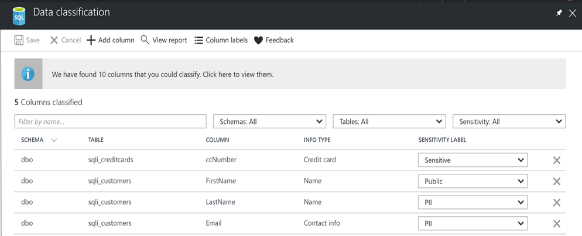 SQL
Data classification
Save Cancel Add column View report Column labels Feedback
We have found 10 columns that you could classify. Click here to view them.
5 Columns classified
Filter by name... Schemas: All Tables: All Sensitivity: All
SCHEMA TABLE COLUMN INFO TYPE SENSITIVITY LABEL
dbo sqli_creditcards ccNumber Credit card Sensitive
dbo sqli_customers FirstName Name Public
dbo sqli_customers LastName Name PII
dbo sqli_customers Email Contact info PII